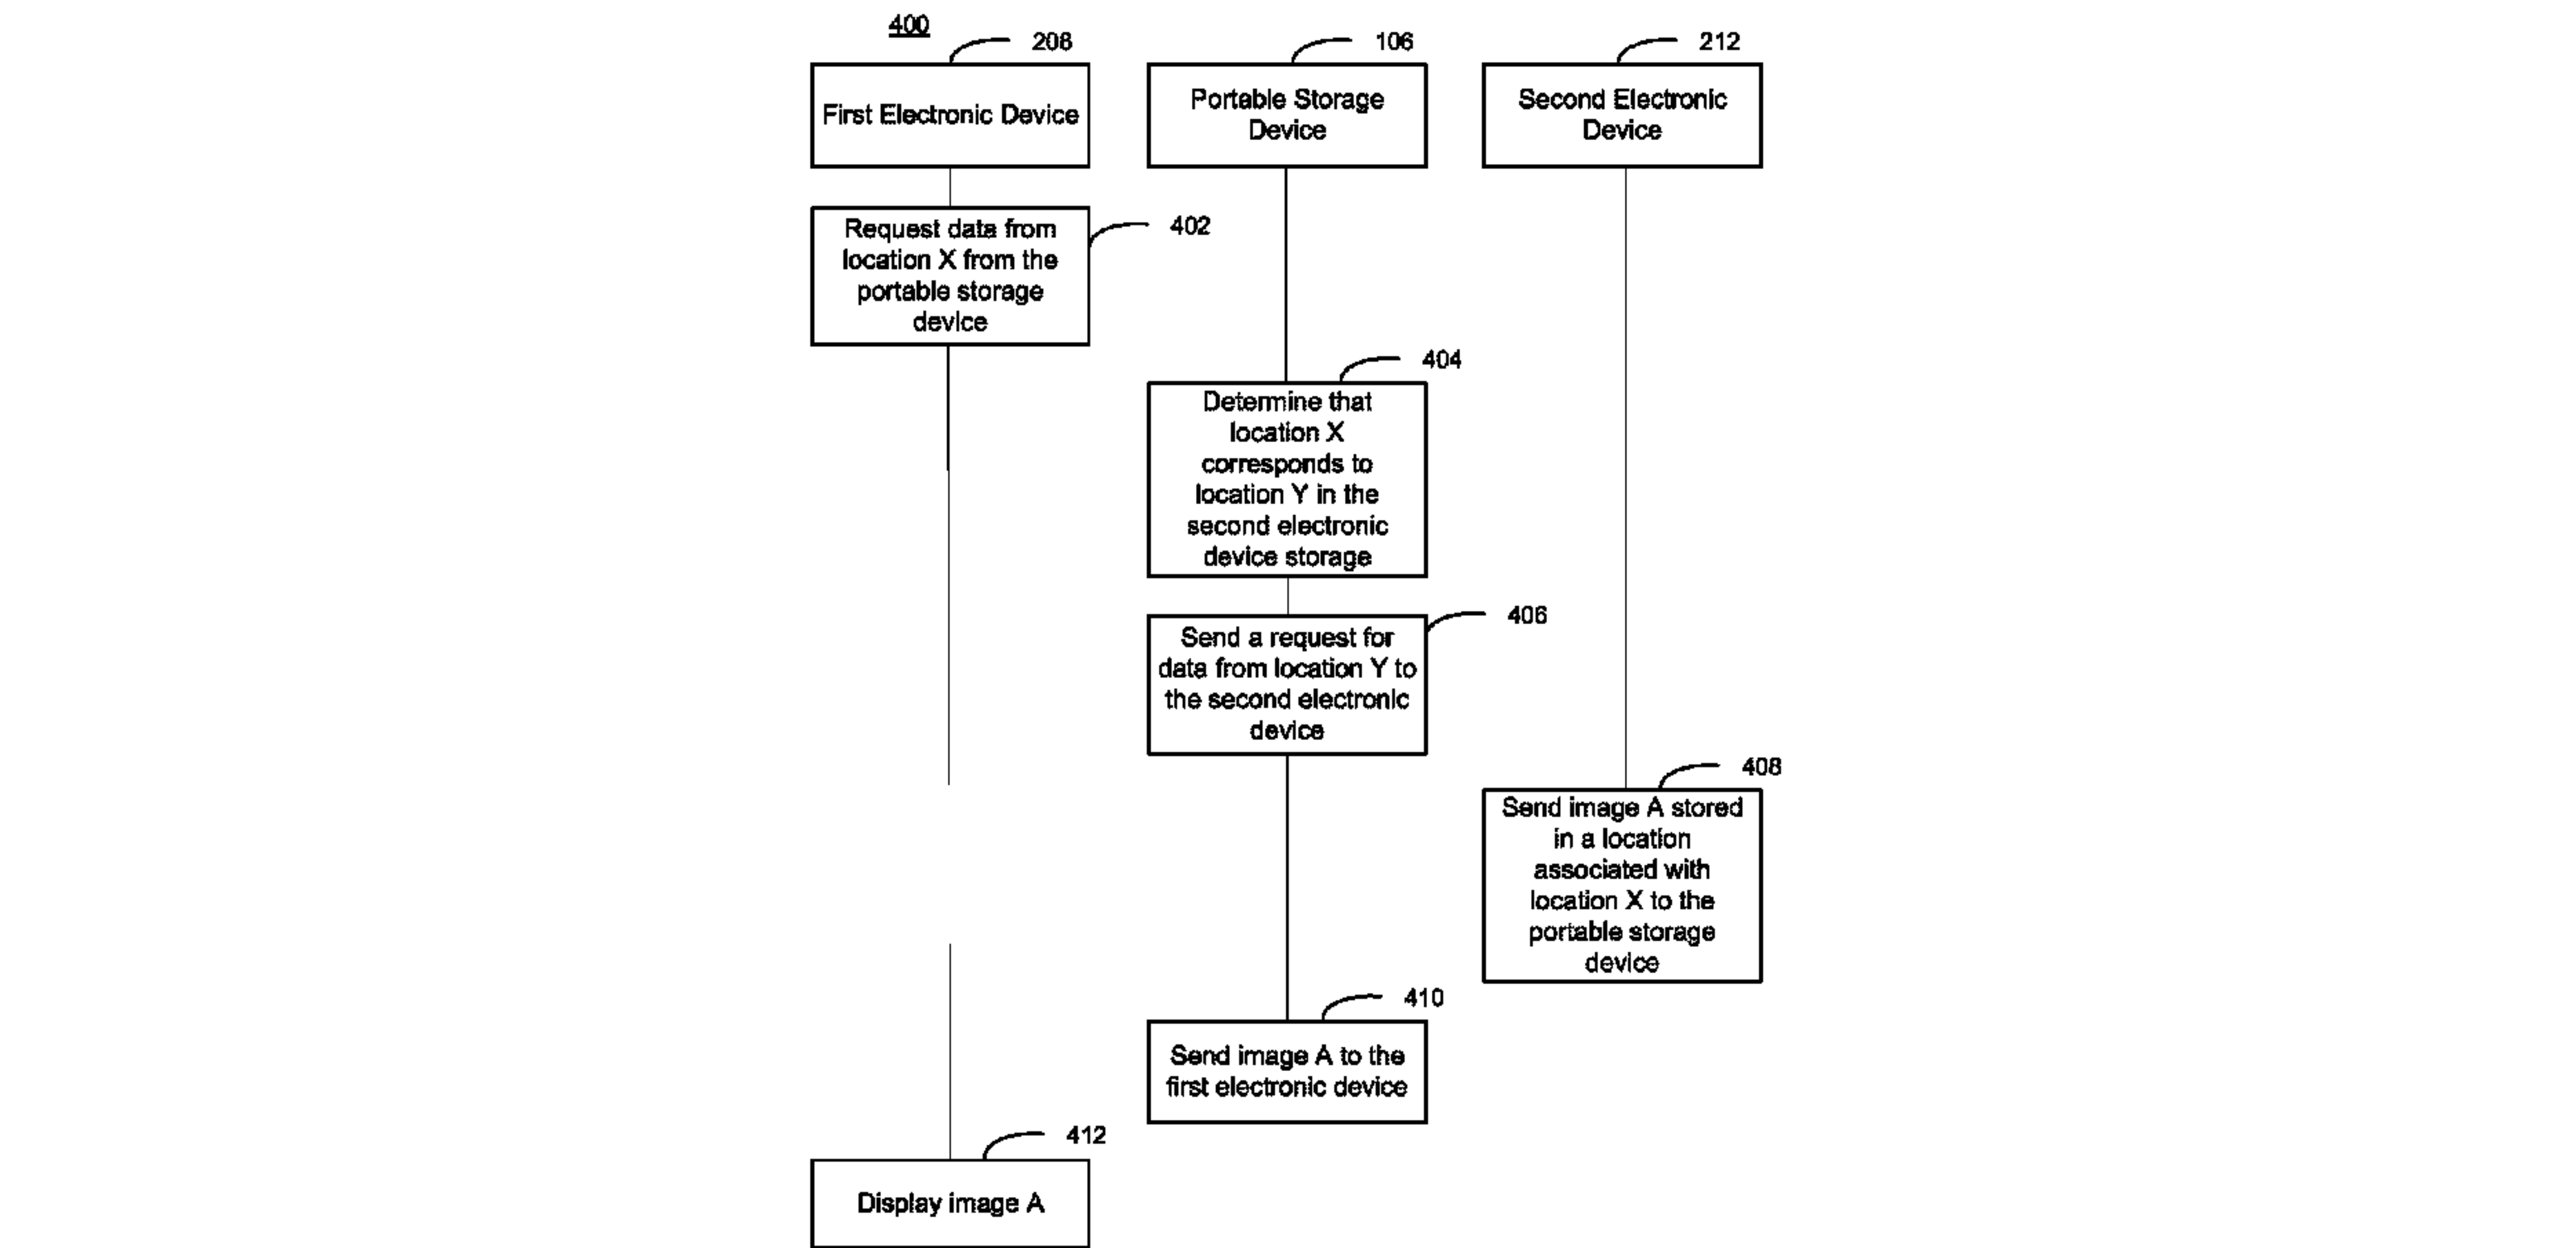 400
208
106
212
First Electronic Device
Portable Storage
Device
Second Electronic
Device
Request data from
location X from the
portable storage
device
402
404
Determine that
location X
corresponds to
location Y in the
second electronic
device storage
406
Send a request for
data from location Y to
the second electronic
device
408
Send image A stored
in a location
associated with
location X to the
portable storage
device
410
Send image A to the
first electronic device
412
Display image A